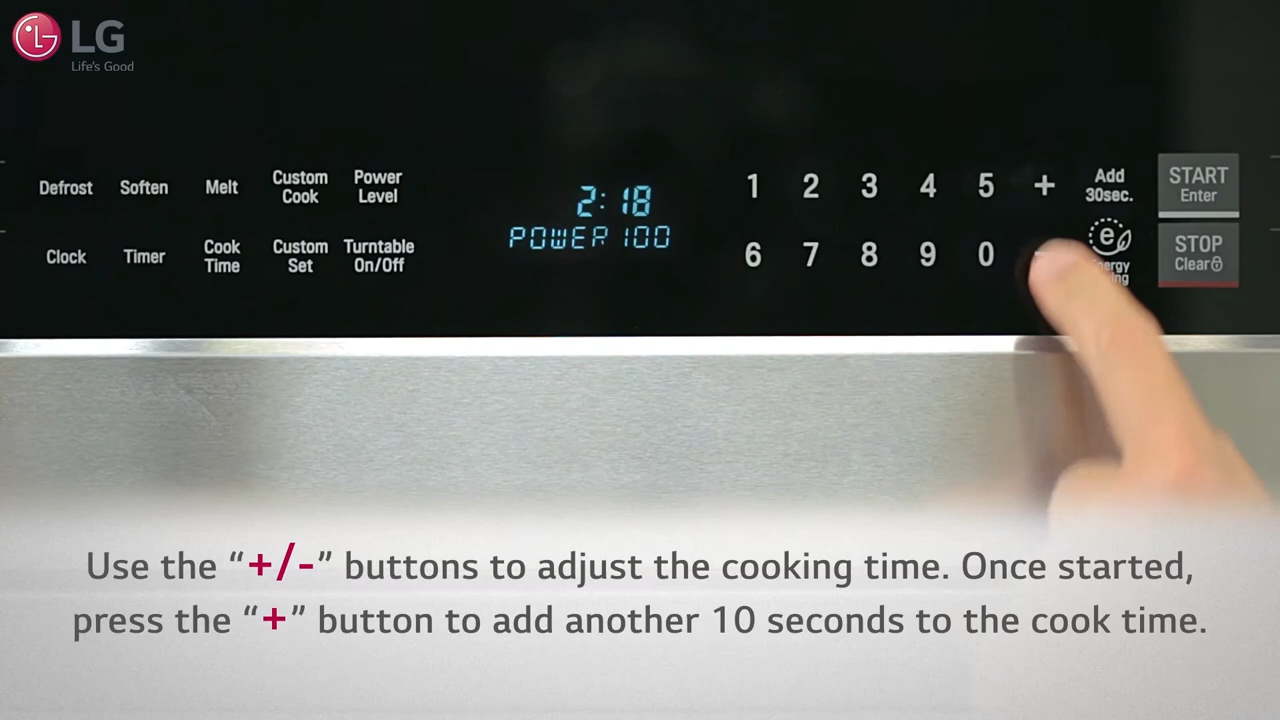 LG
Life's Good
Defrost
Soften
Melt
Custom
Cook
Power
Level
2:18
POWER 100
1 2 3 4 5 +
Add
30sec.
START
Enter
Clock
Timer
Cook
Time
Custom
Set
Turntable
On/Off
6 7 8 9 0
e
STOP
Clear
Use the “+/-” buttons to adjust the cooking time. Once started,
press the “+” button to add another 10 seconds to the cook time.